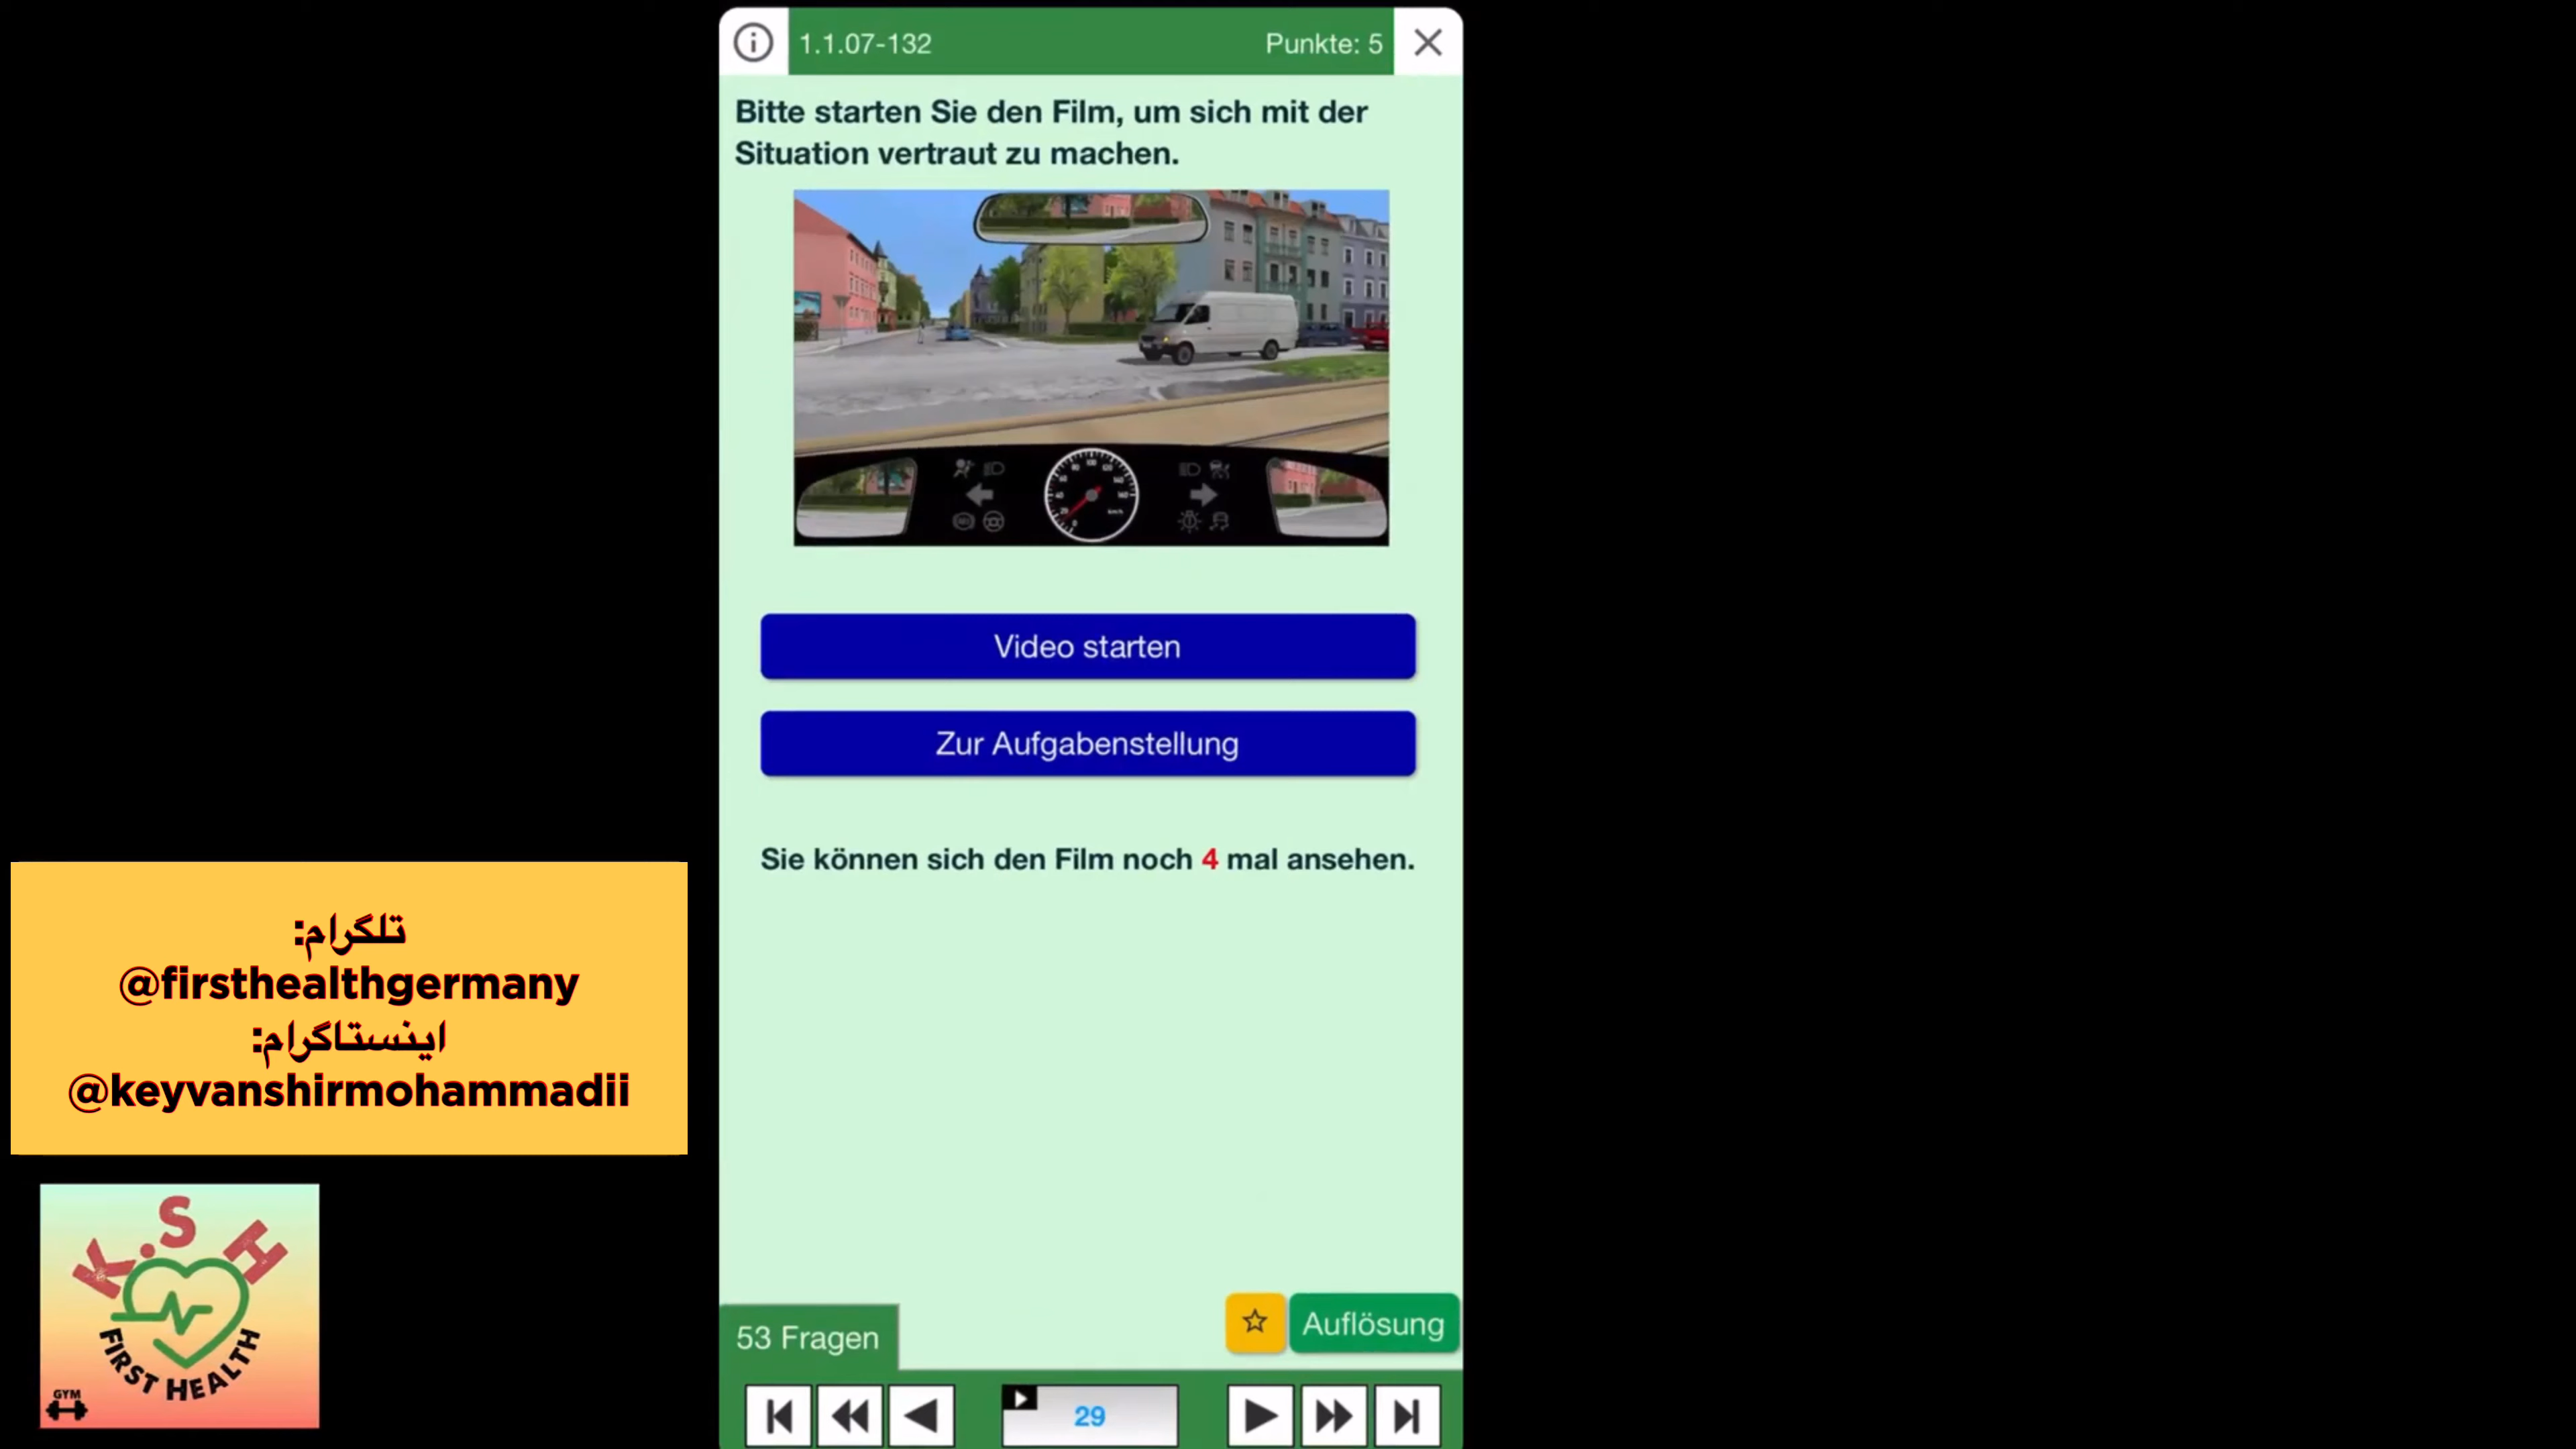 1.1.07-132
Punkte: 5
Bitte starten Sie den Film, um sich mit der
Situation vertraut zu machen.
Video starten
Zur Aufgabenstellung
Sie können sich den Film noch 4 mal ansehen.
تلگرام:
@firsthealthgermany
اینستاگرام:
@keyvanshirmohammadii
K.S.H
FIRST HEALTH
GYM
53 Fragen
Auflösung
29